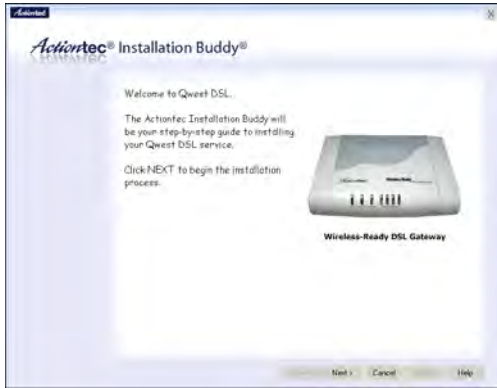 Actiontec
Actiontec® Installation Buddy®
Welcome to Qwest DSL.
The Actiontec Installation Buddy will
be your step-by-step guide to installing
your Qwest DSL service.
Click NEXT to begin the installation
process.
Wireless-Ready DSL Gateway
Next >
Cancel
Help